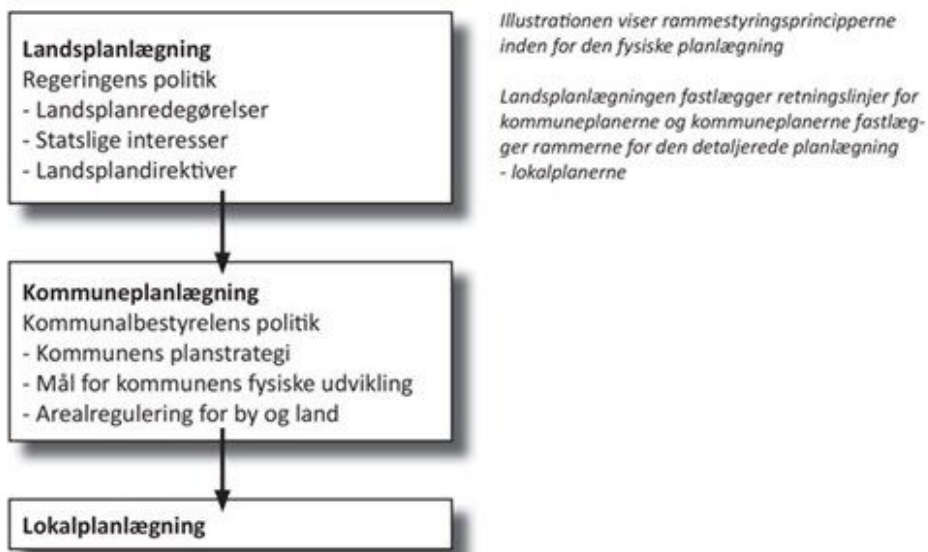 Landsplanlægning
Regeringens politik
- Landsplanredegørelser
- Statslige interesser
- Landsplandirektiver
Illustrationen viser rammestyringsprincipperne
inden for den fysiske planlægning
Landsplanlægningen fastlægger retningslinjer for
kommuneplanerne og kommuneplanerne fastlæg-
ger rammerne for den detaljerede planlægning
- lokalplanerne
Kommuneplanlægning
Kommunalbestyrelens politik
- Kommunens planstrategi
- Mål for kommunens fysiske udvikling
- Arealregulering for by og land
Lokalplanlægning